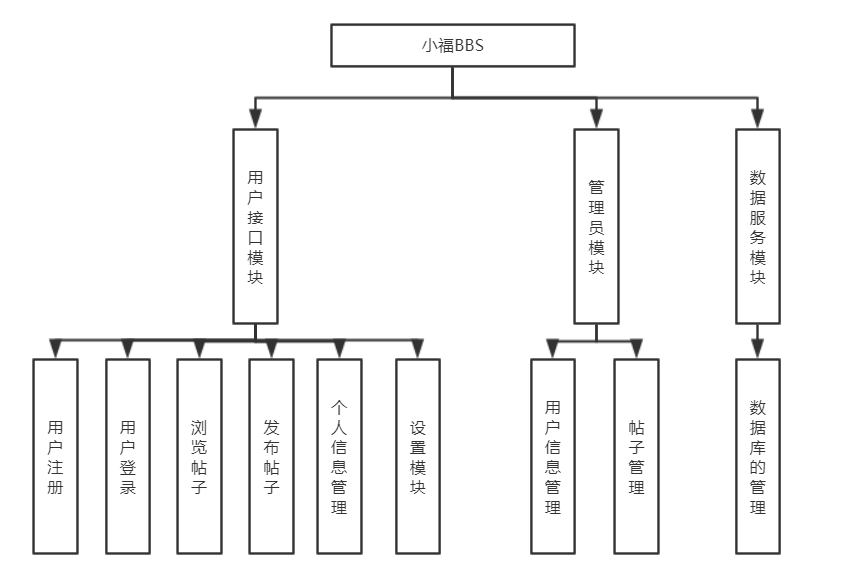 小福BBS
用户接口模块
管理员模块
数据服务模块
用户注册
用户登录
浏览帖子
发布帖子
个人信息管理
设置模块
用户信息管理
帖子管理
数据库的管理